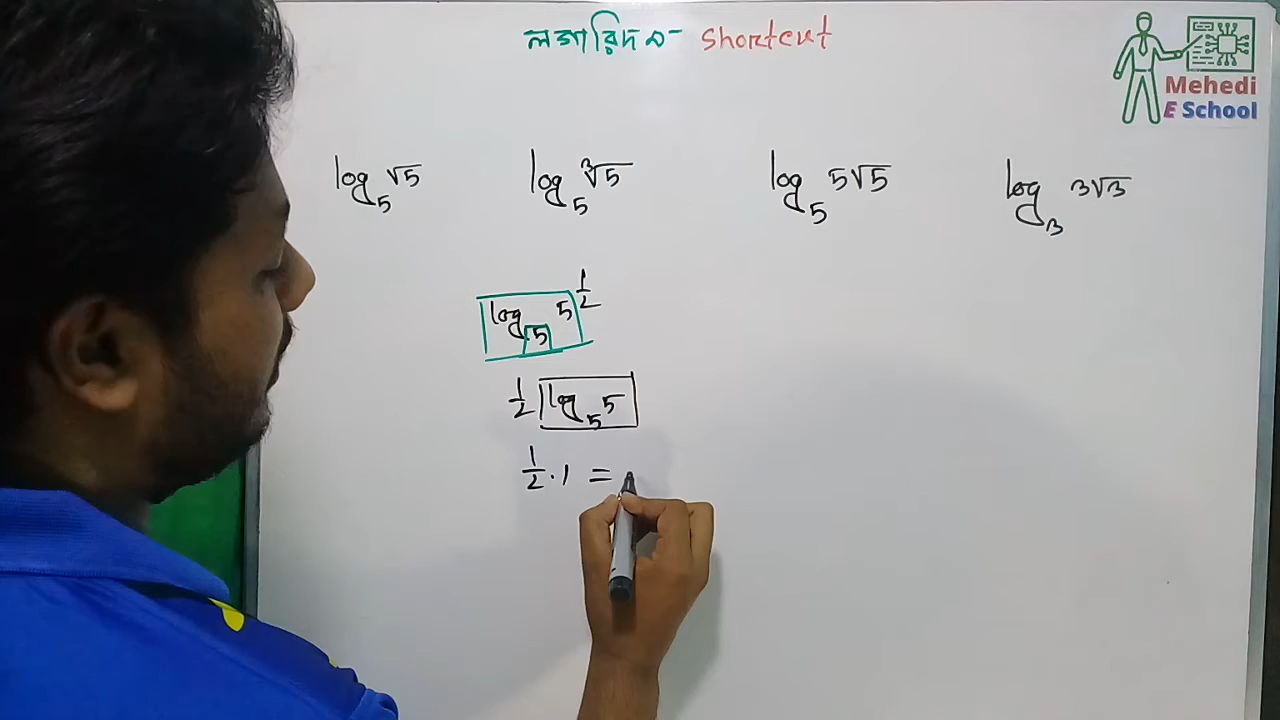 লগারিদম- Shortcut
Mehedi
E School
log₅ √5
log₅ ∛5
log₅ 5√5
log₃ 3√3
log₅ 5^½
½ log₅ 5
½ · 1 =